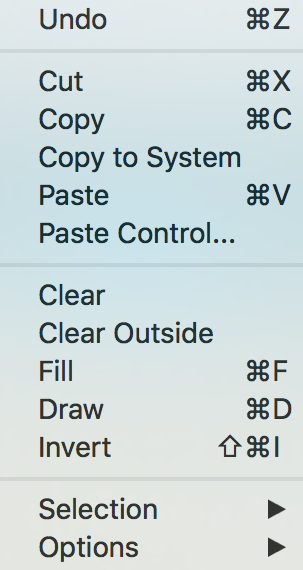 Undo ⌘Z
Cut ⌘X
Copy ⌘C
Copy to System
Paste ⌘V
Paste Control...
Clear
Clear Outside
Fill ⌘F
Draw ⌘D
Invert ⇧⌘I
Selection ▶
Options ▶